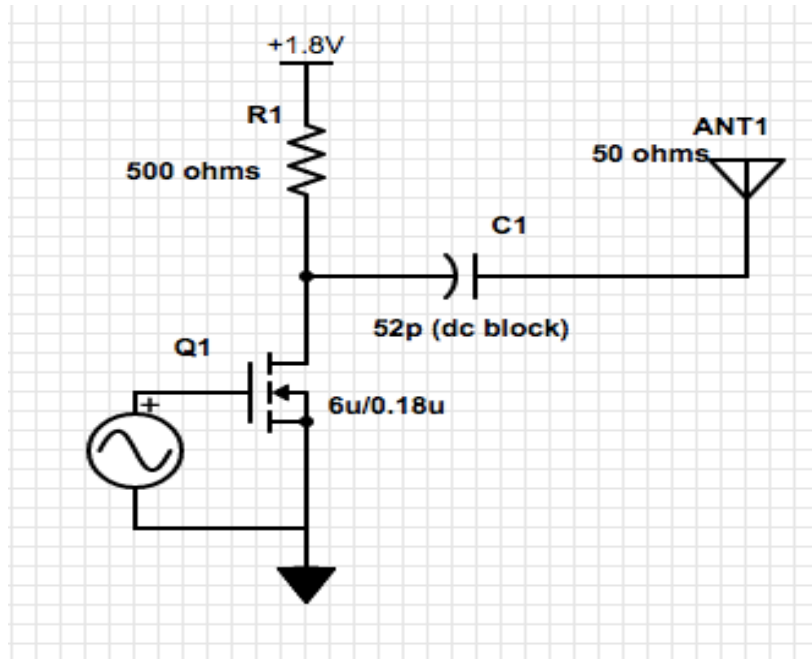 +1.8V
R1
500 ohms
ANT1
50 ohms
C1
52p (dc block)
Q1
+
6u/0.18u